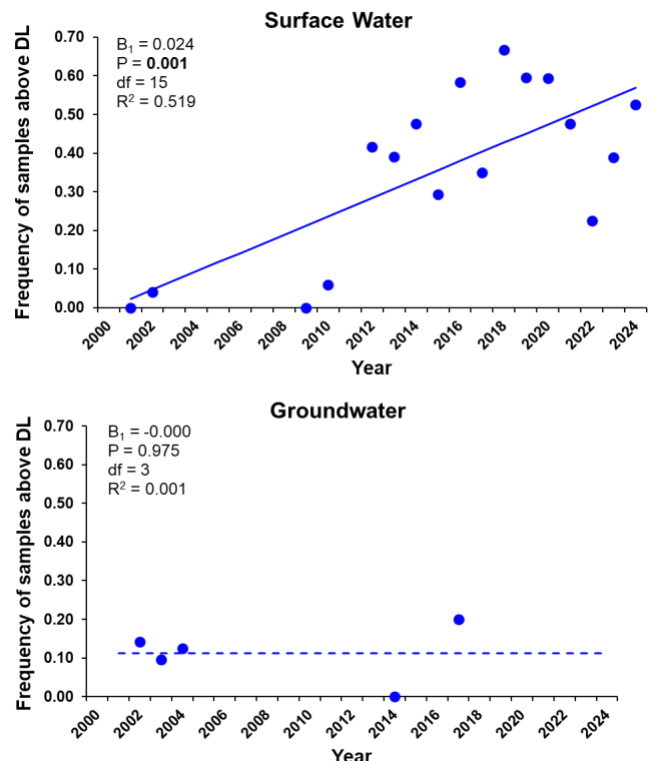 Surface Water
B₁ = 0.024
P = 0.001
df = 15
R² = 0.519
Frequency of samples above DL
0.70
0.60
0.50
0.40
0.30
0.20
0.10
0.00
2000 2002 2004 2006 2008 2010 2012 2014 2016 2018 2020 2022 2024
Year
Groundwater
B₁ = -0.000
P = 0.975
df = 3
R² = 0.001
Frequency of samples above DL
0.70
0.60
0.50
0.40
0.30
0.20
0.10
0.00
2000 2002 2004 2006 2008 2010 2012 2014 2016 2018 2020 2022 2024
Year